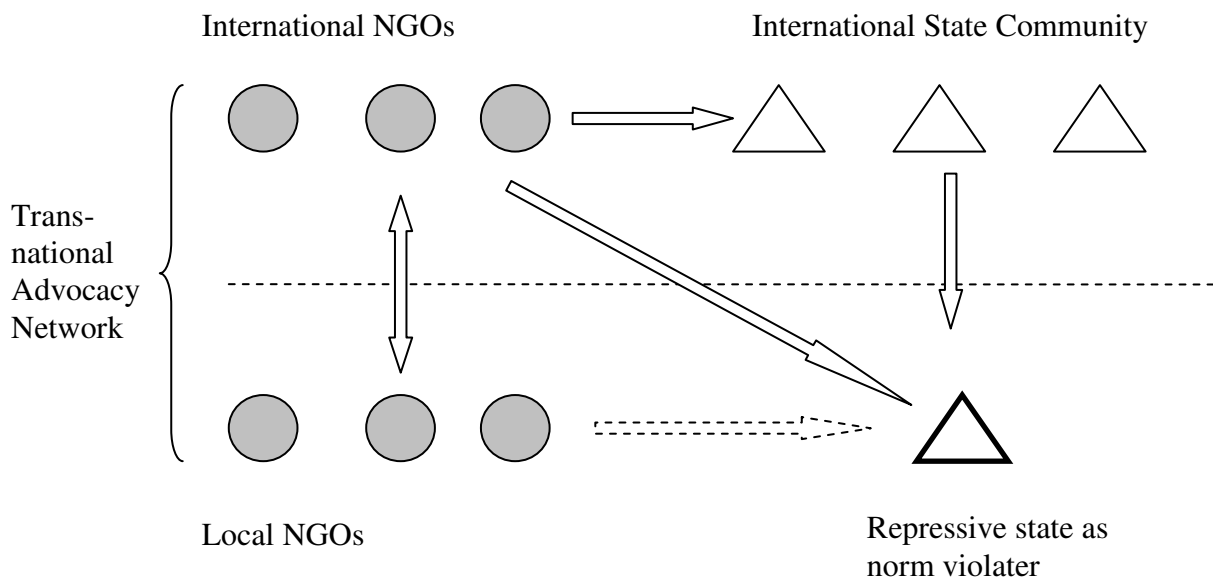 International NGOs
International State Community
Trans-
national
Advocacy
Network
Local NGOs
Repressive state as
norm violater